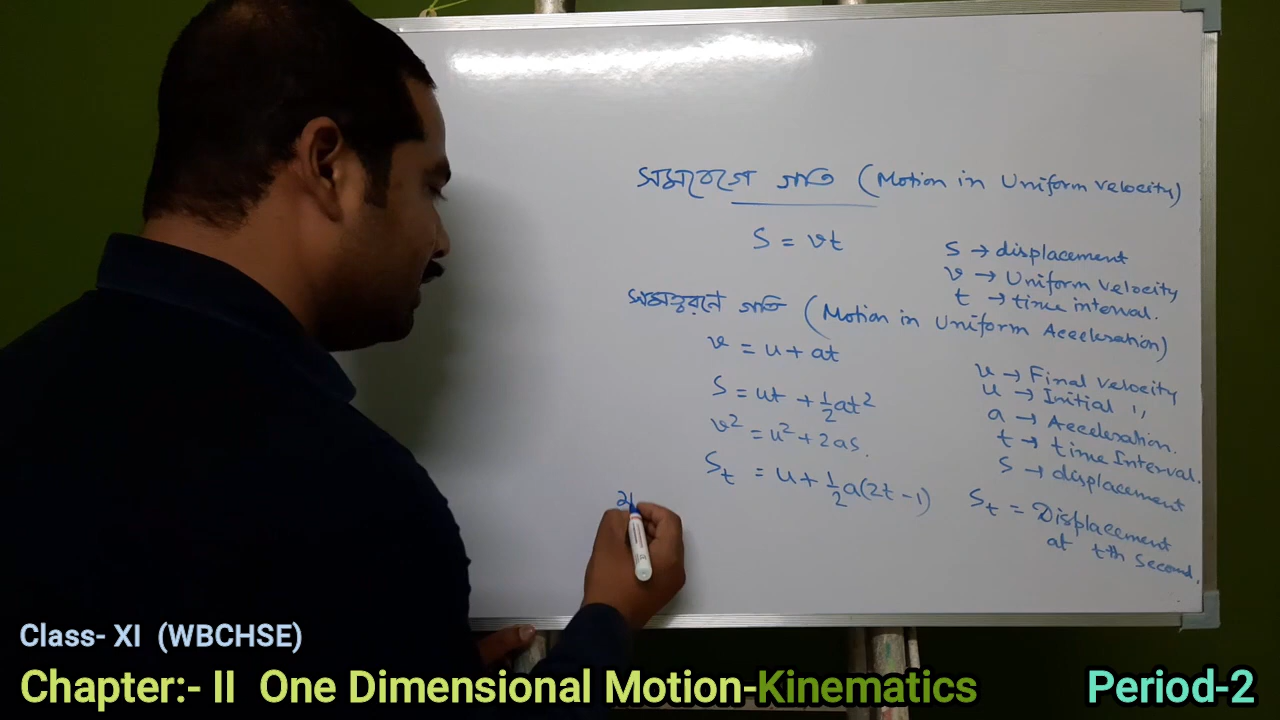 সমবেগে গতি (Motion in Uniform Velocity)
S = vt
S → displacement
v → Uniform velocity
t → time interval.
সমত্বরনে গতি (Motion in Uniform Acceleration)
v = u + at
S = ut + 1/2 at²
v² = u² + 2as.
St = u + 1/2 a(2t - 1)
v → Final velocity
u → Initial 〃
a → Acceleration.
t → time Interval.
S → displacement
St = Displacement
at tth second.
Class- XI (WBCHSE)
Chapter:- II One Dimensional Motion-Kinematics
Period-2